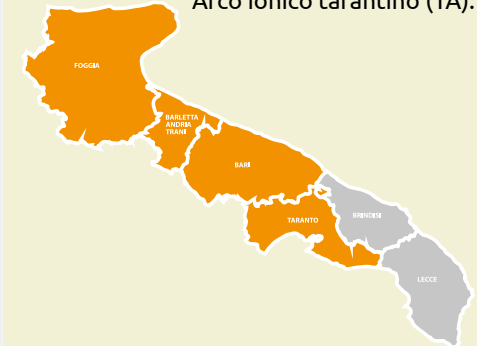 Arco Ionico tarantino (TA).
FOGGIA
BARLETTA
ANDRIA
TRANI
BARI
TARANTO
BRINDISI
LECCE